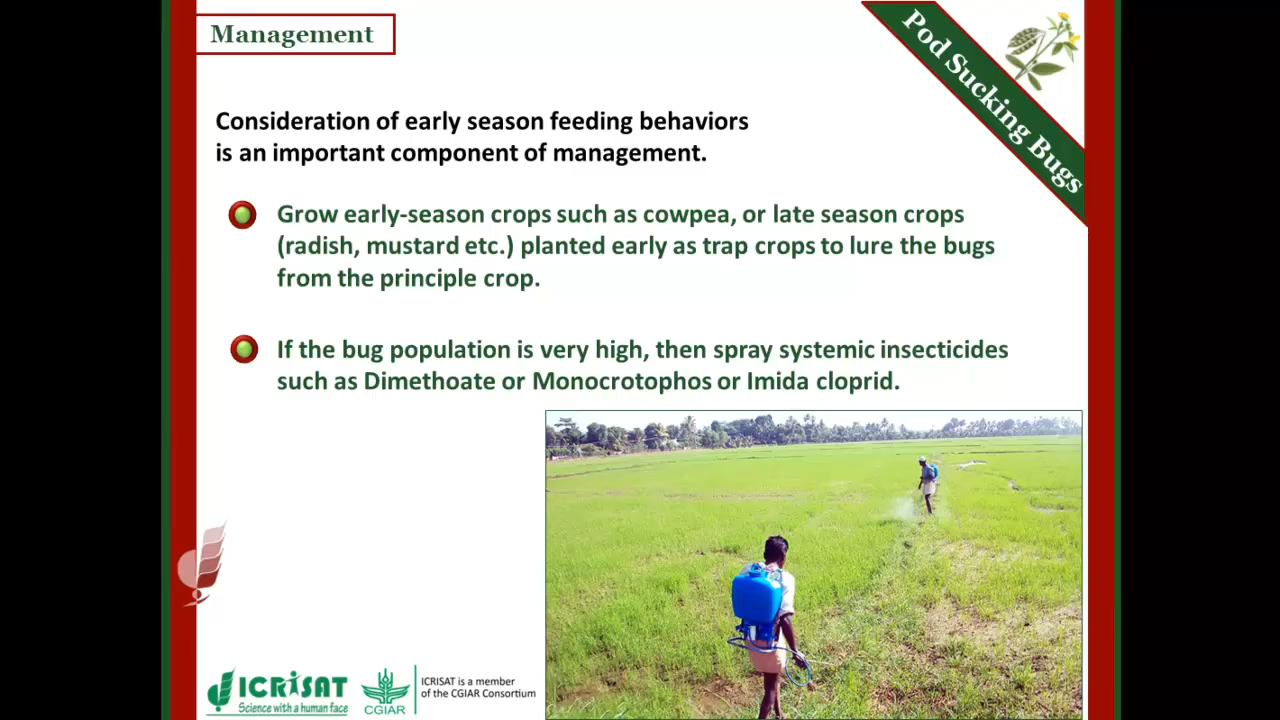 Management
Pod Sucking Bugs
Consideration of early season feeding behaviors
is an important component of management.
Grow early-season crops such as cowpea, or late season crops
(radish, mustard etc.) planted early as trap crops to lure the bugs
from the principle crop.
If the bug population is very high, then spray systemic insecticides
such as Dimethoate or Monocrotophos or Imida cloprid.
ICRISAT
Science with a human face
CGIAR
ICRISAT is a member
of the CGIAR Consortium